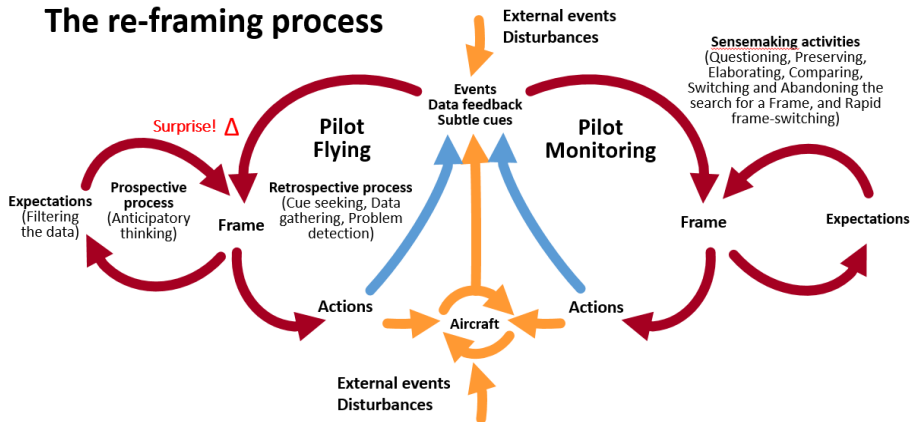 The re-framing process
External events
Disturbances
Sensemaking activities
(Questioning, Preserving,
Elaborating, Comparing,
Switching and Abandoning the
search for a Frame, and Rapid
frame-switching)
Events
Data feedback
Subtle cues
Surprise! Δ
Pilot
Flying
Pilot
Monitoring
Expectations
(Filtering
the data)
Prospective
process
(Anticipatory
thinking)
Frame
Retrospective process
(Cue seeking, Data
gathering, Problem
detection)
Frame
Expectations
Actions
Aircraft
Actions
External events
Disturbances